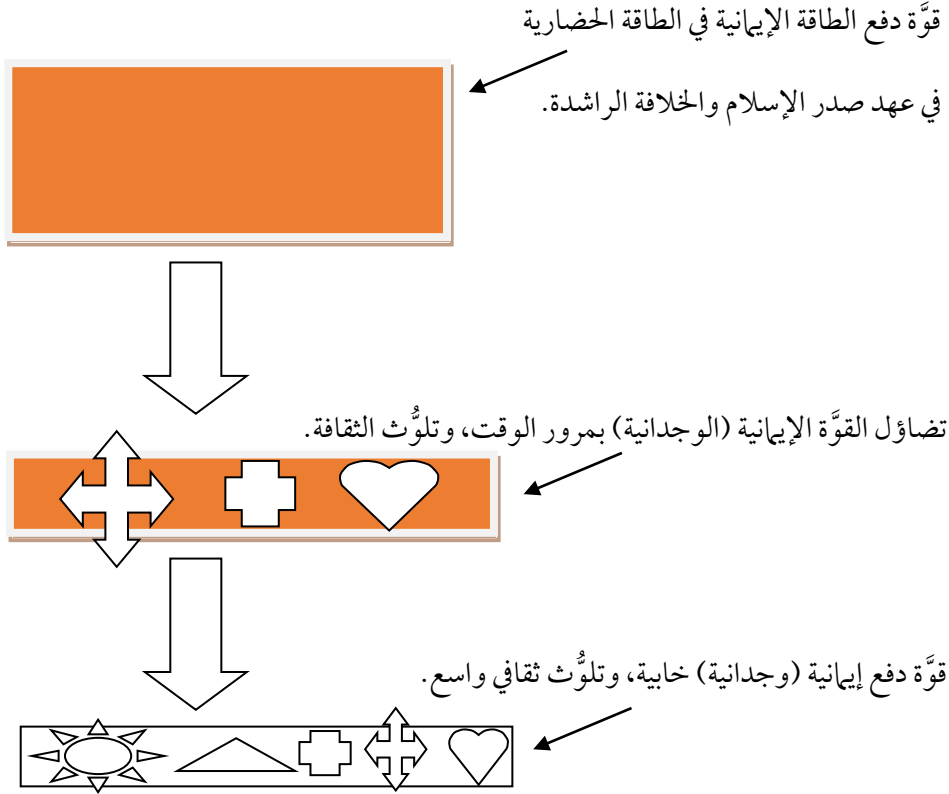 قوَّة دفع الطاقة الإيمانية في الطاقة الحضارية
في عهد صدر الإسلام والخلافة الراشدة.
تضاؤل القوَّة الإيمانية (الوجدانية) بمرور الوقت، وتلوُّث الثقافة.
قوَّة دفع إيمانية (وجدانية) خابية، وتلوُّث ثقافي واسع.